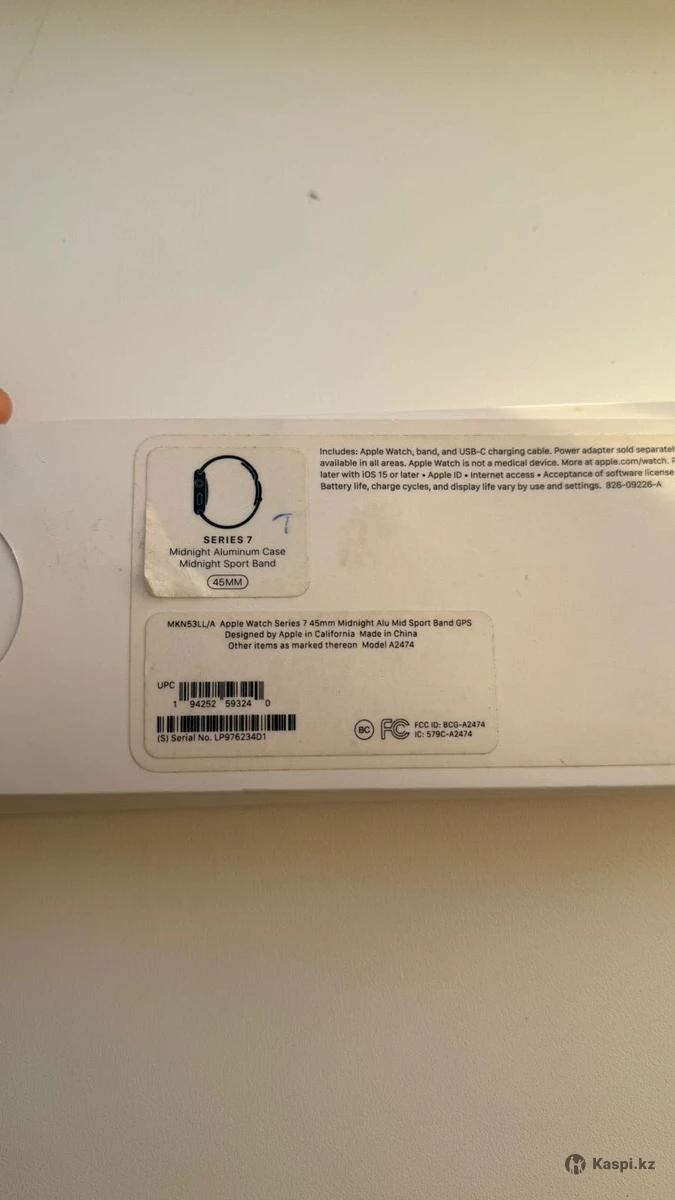 Includes: Apple Watch, band, and USB-C charging cable. Power adapter sold separatel
available in all areas. Apple Watch is not a medical device. More at apple.com/watch.
later with iOS 15 or later • Apple ID • Internet access • Acceptance of software license
Battery life, charge cycles, and display life vary by use and settings. 826-09226-A
T
SERIES 7
Midnight Aluminum Case
Midnight Sport Band
45MM
MKN53LL/A Apple Watch Series 7 45mm Midnight Alu Mid Sport Band GPS
Designed by Apple in California Made in China
Other items as marked thereon Model A2474
UPC
1 94252 59324 0
(S) Serial No. LP976234D1
BC FC FCC ID: BCG-A2474
IC: 579C-A2474
Kaspi.kz